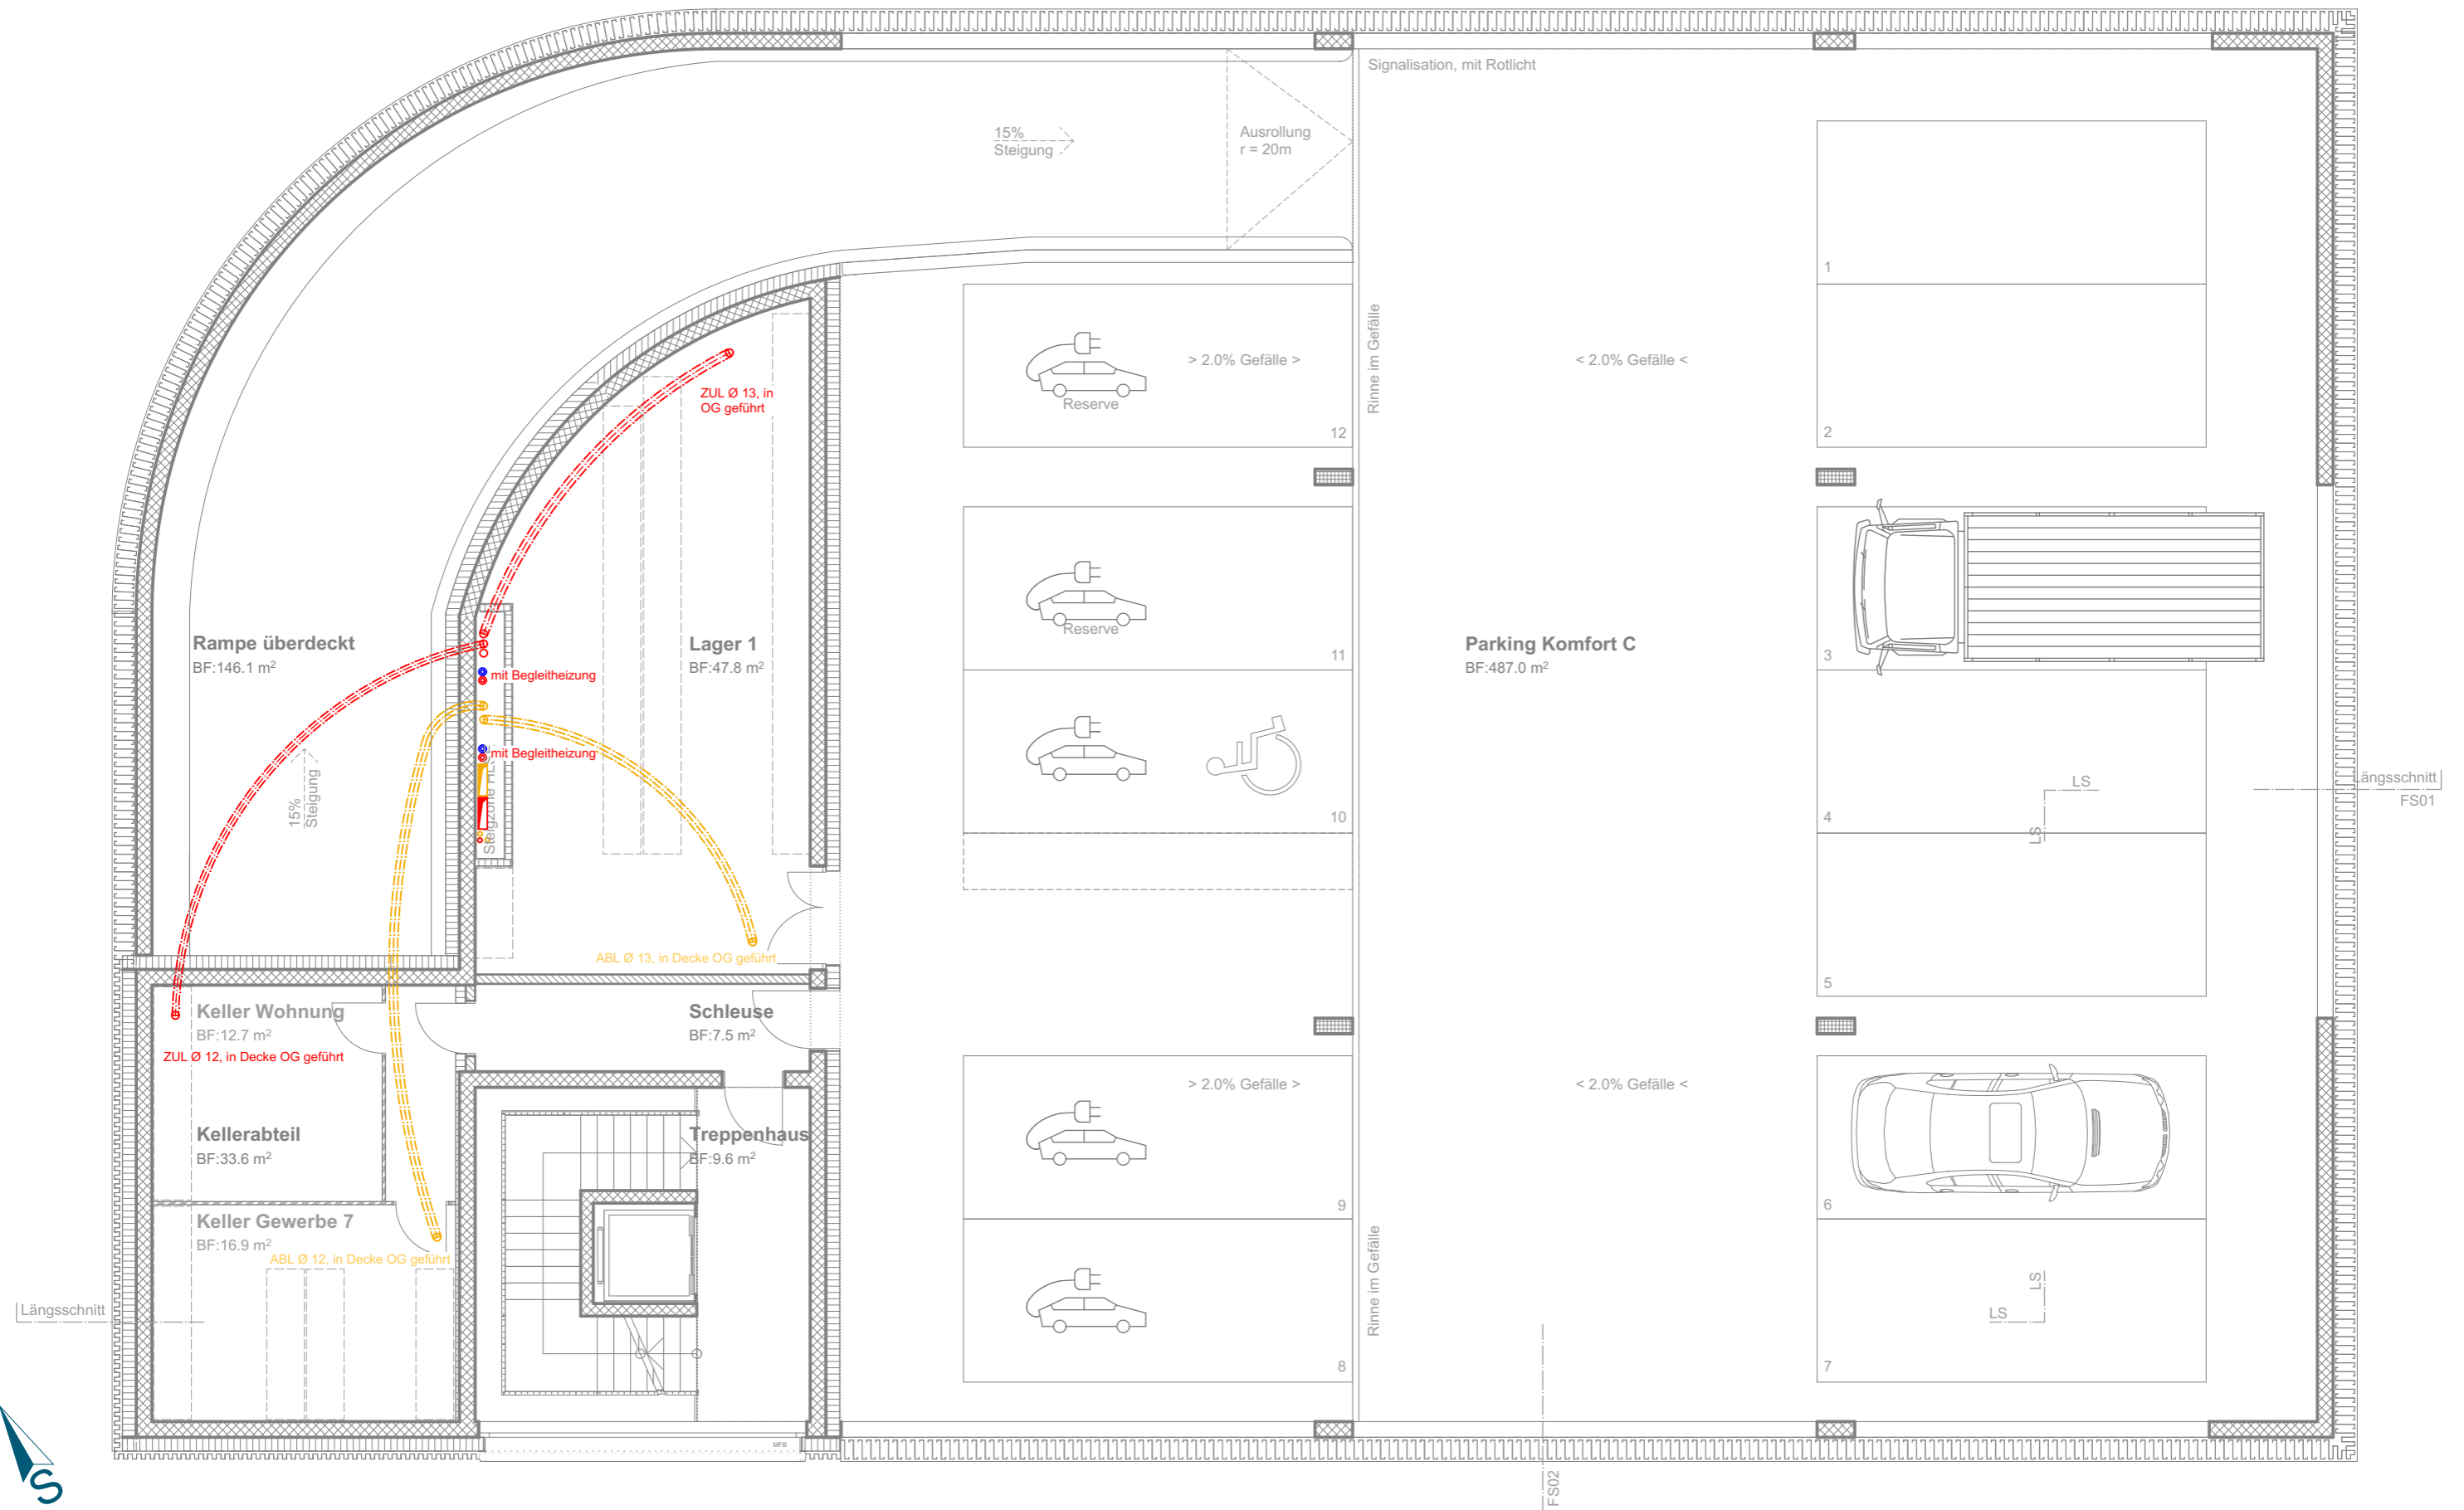 Signalisation, mit Rotlicht
15%
Steigung
Ausrollung
r = 20m
1
Rinne im Gefälle
> 2.0% Gefälle >
< 2.0% Gefälle <
ZUL Ø 13, in
OG geführt
Reserve
12
2
Rampe überdeckt
BF:146.1 m²
Lager 1
BF:47.8 m²
Reserve
11
Parking Komfort C
BF:487.0 m²
3
mit Begleitheizung
mit Begleitheizung
15%
Steigung
10
4
LS
LS
Längsschnitt
FS01
ABL Ø 13, in Decke OG geführt
5
Keller Wohnung
BF:12.7 m²
ZUL Ø 12, in Decke OG geführt
Schleuse
BF:7.5 m²
> 2.0% Gefälle >
< 2.0% Gefälle <
Kellerabteil
BF:33.6 m²
Treppenhaus
BF:9.6 m²
9
6
Keller Gewerbe 7
BF:16.9 m²
ABL Ø 12, in Decke OG geführt
Rinne im Gefälle
LS
LS
Längsschnitt
8
7
MFB
FS02
S